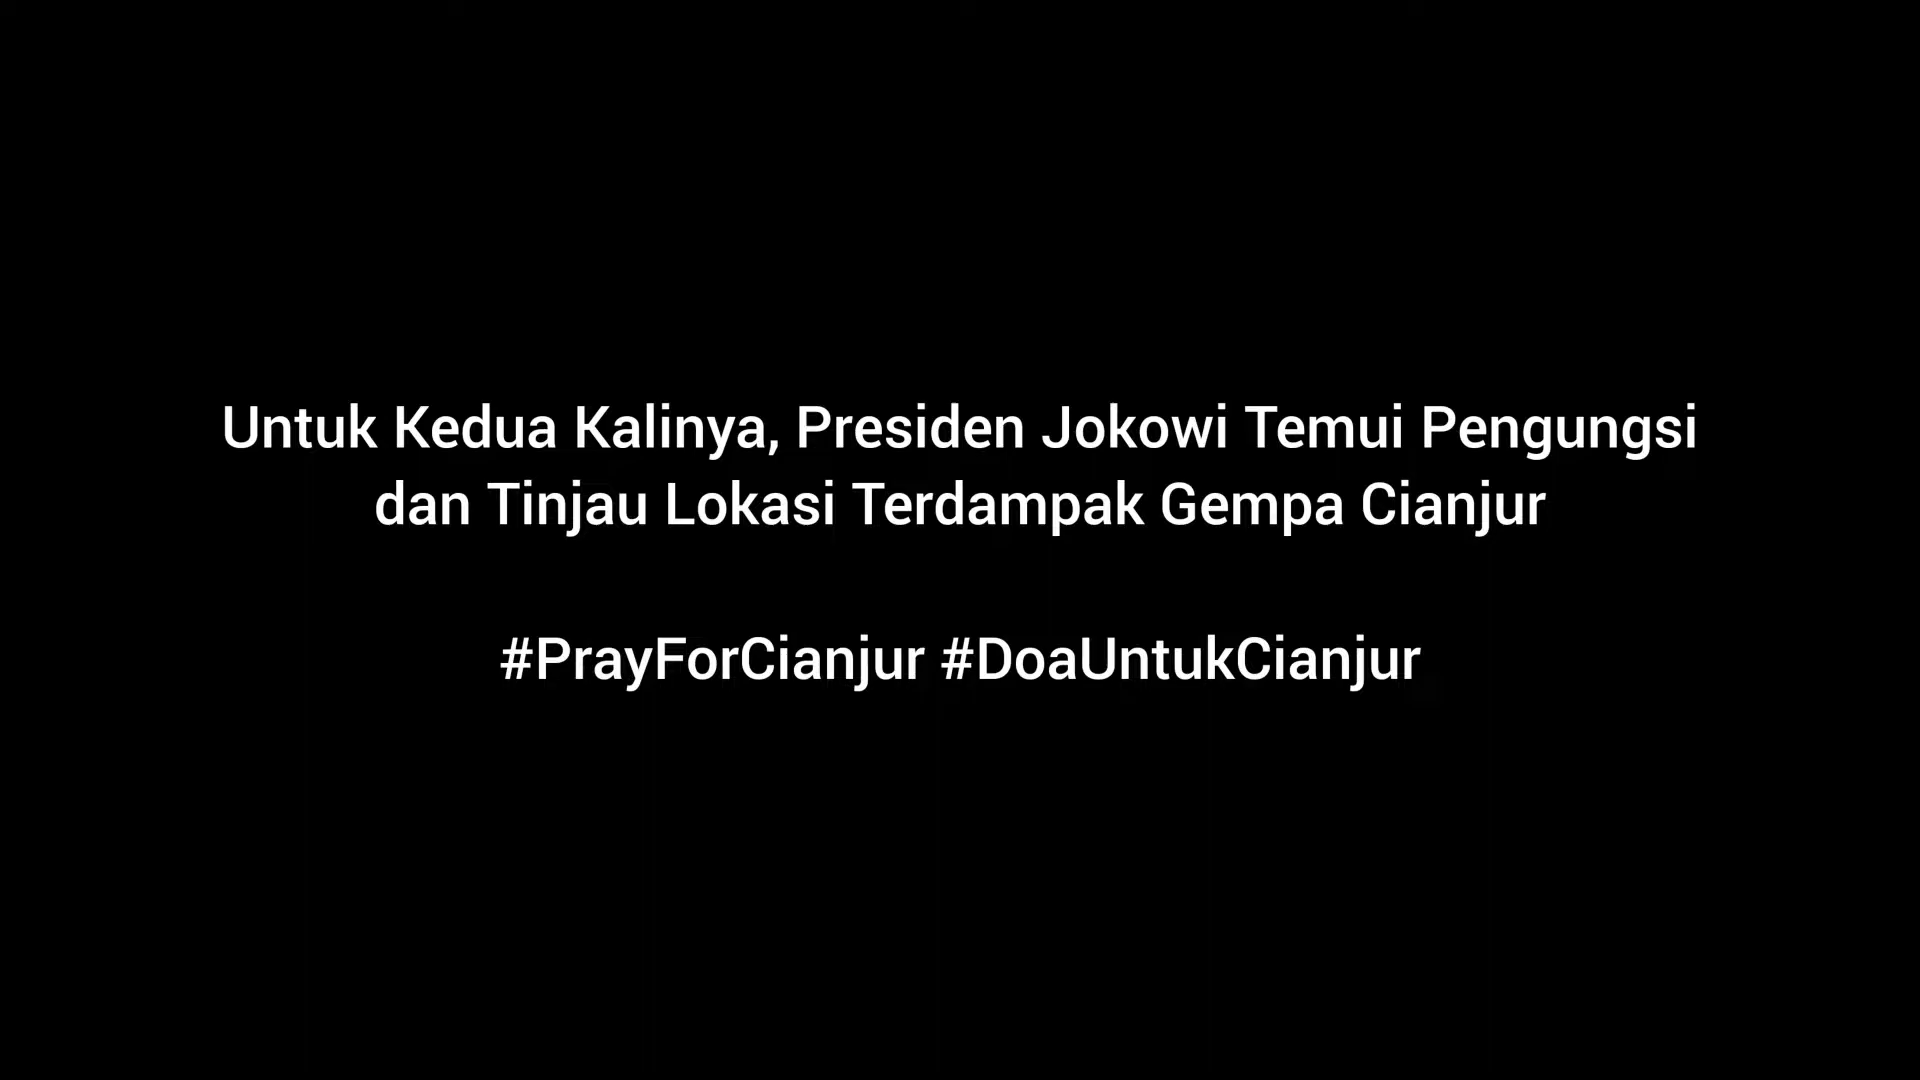 Untuk Kedua Kalinya, Presiden Jokowi Temui Pengungsi
dan Tinjau Lokasi Terdampak Gempa Cianjur
#PrayForCianjur #DoaUntukCianjur